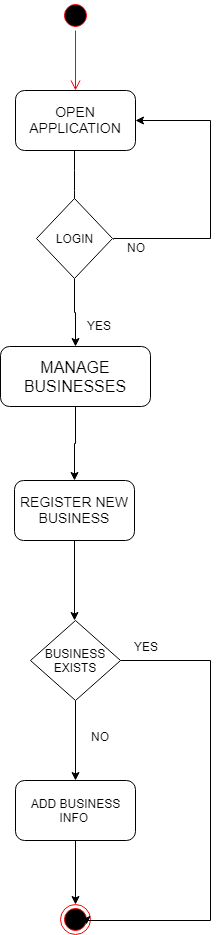 OPEN
APPLICATION
LOGIN
NO
YES
MANAGE
BUSINESSES
REGISTER NEW
BUSINESS
BUSINESS
EXISTS
YES
NO
ADD BUSINESS
INFO